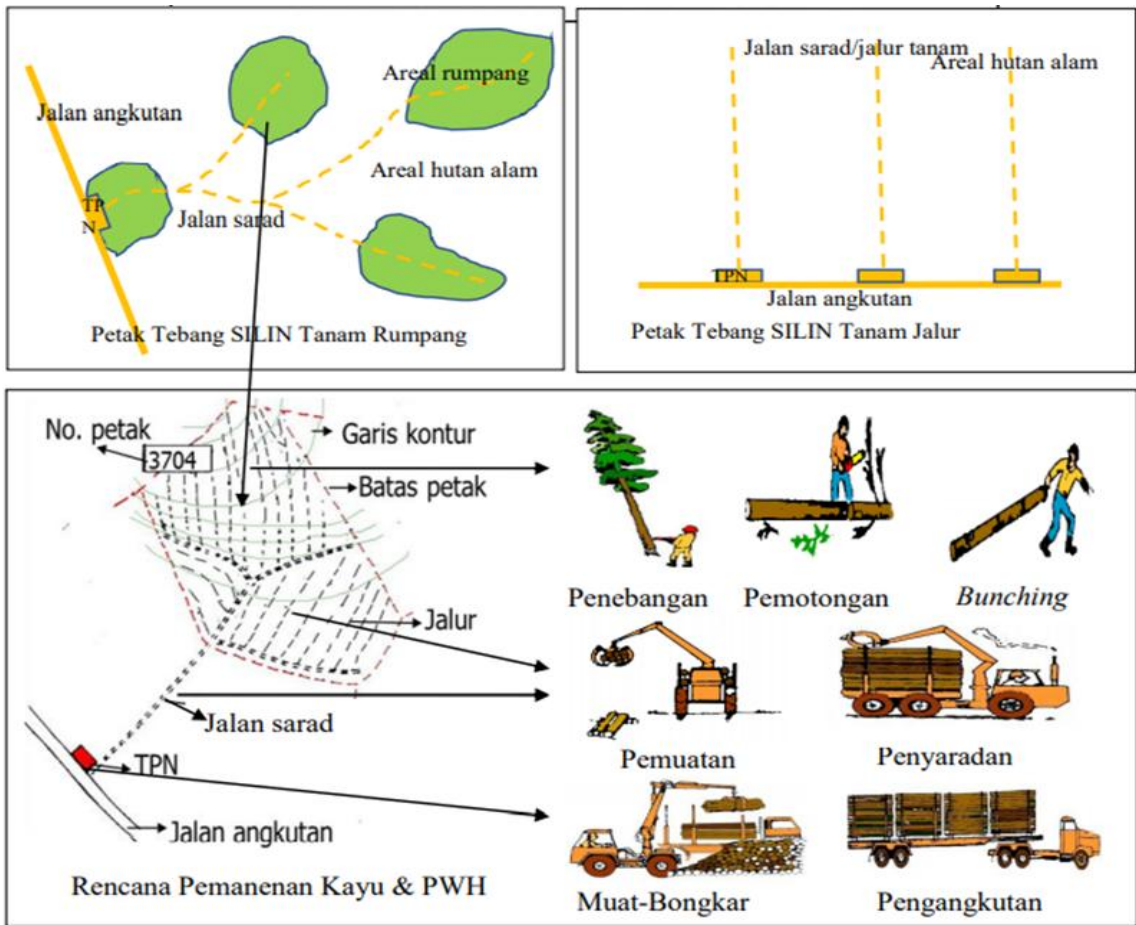 Jalan angkutan
Areal rumpang
Areal hutan alam
TP
N
Jalan sarad
Petak Tebang SILIN Tanam Rumpang
Jalan sarad/jalur tanam
Areal hutan alam
TPN
Jalan angkutan
Petak Tebang SILIN Tanam Jalur
No. petak
3704
Garis kontur
Batas petak
Jalur
Jalan sarad
TPN
Jalan angkutan
Rencana Pemanenan Kayu & PWH
Penebangan
Pemotongan
Bunching
Pemuatan
Penyaradan
Muat-Bongkar
Pengangkutan